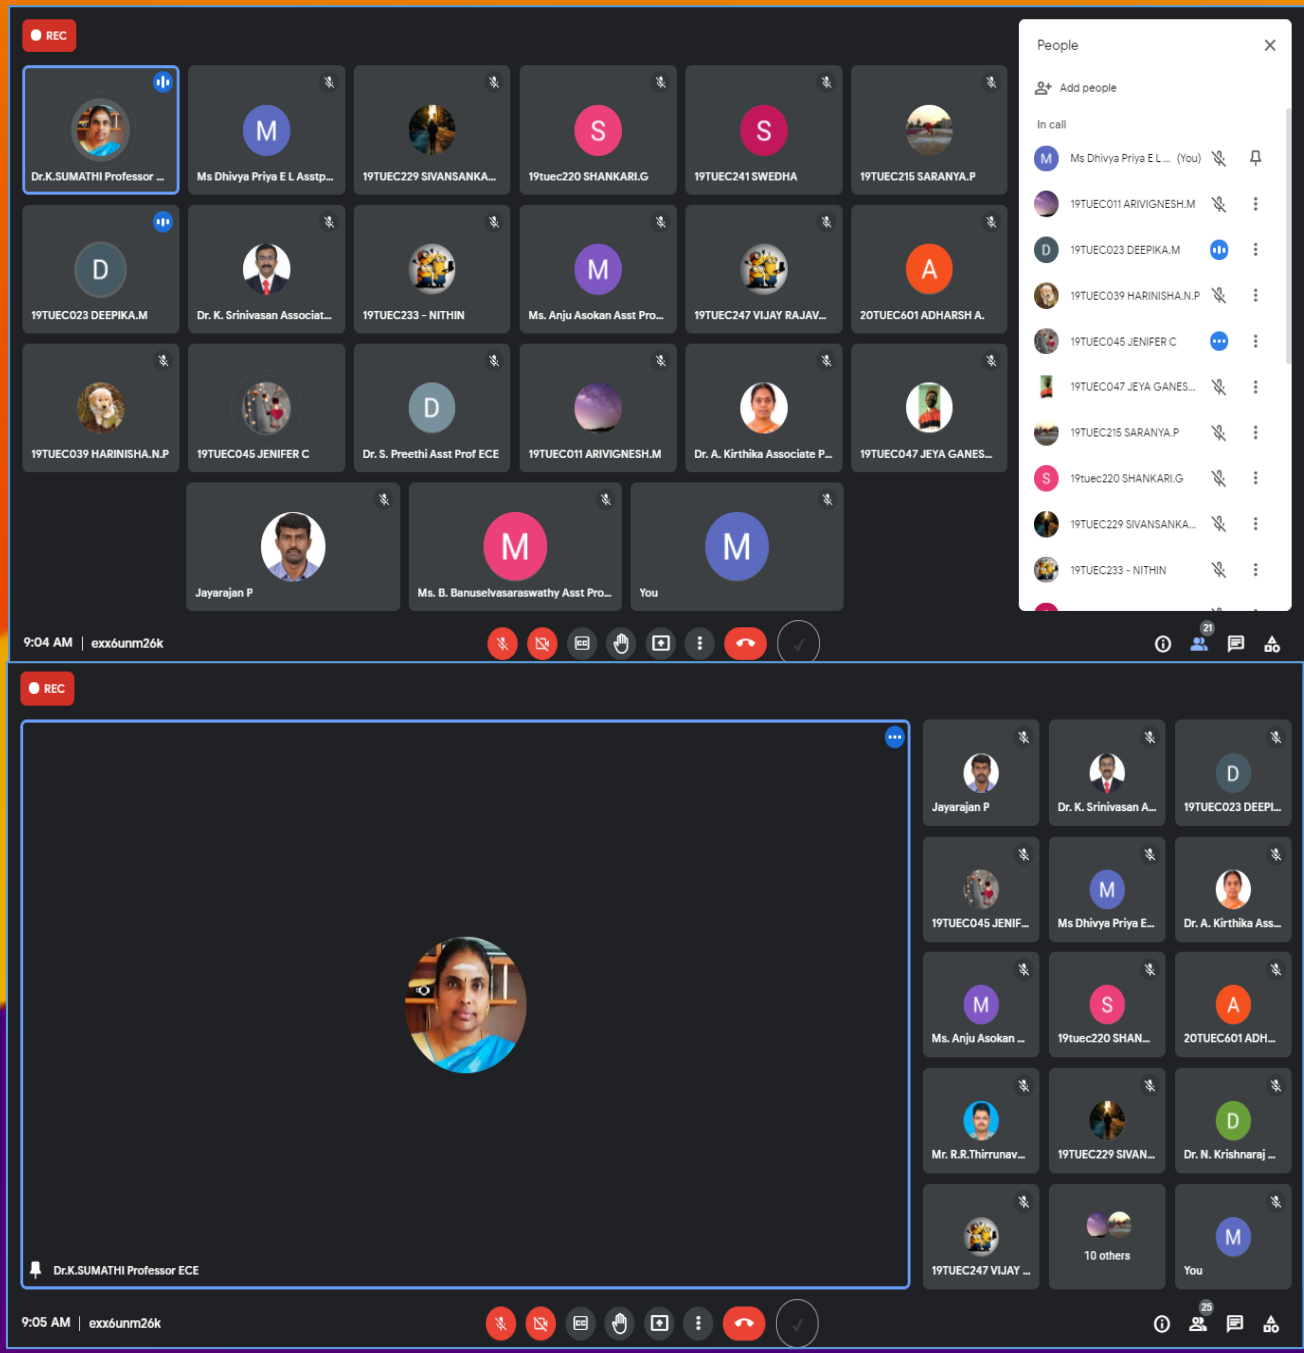 REC
Dr.K.SUMATHI Professor ...
Ms Dhivya Priya E L Asstp...
19TUEC229 SIVANSANKA...
19tuec220 SHANKARI.G
19TUEC241 SWEDHA
19TUEC215 SARANYA.P
D
19TUEC023 DEEPIKA.M
Dr. K. Srinivasan Associat...
19TUEC233 - NITHIN
Ms. Anju Asokan Asst Pro...
19TUEC247 VIJAY RAJAV...
20TUEC601 ADHARSH A.
19TUEC039 HARINISHA.N.P
19TUEC045 JENIFER C
Dr. S. Preethi Asst Prof ECE
19TUEC011 ARIVIGNESH.M
Dr. A. Kirthika Associate P...
19TUEC047 JEYA GANES...
Jayarajan P
Ms. B. Banuselvasaraswathy Asst Pro...
You
9:04 AM | exx6unm26k
People
Add people
In call
M Ms Dhivya Priya E L ... (You)
19TUEC011 ARIVIGNESH.M
D 19TUEC023 DEEPIKA.M
19TUEC039 HARINISHA.N.P
19TUEC045 JENIFER C
19TUEC047 JEYA GANES...
19TUEC215 SARANYA.P
S 19tuec220 SHANKARI.G
19TUEC229 SIVANSANKA...
19TUEC233 - NITHIN
21
REC
Dr.K.SUMATHI Professor ECE
Jayarajan P
Dr. K. Srinivasan A...
19TUEC023 DEEPI...
19TUEC045 JENIF...
Ms Dhivya Priya E...
Dr. A. Kirthika Ass...
Ms. Anju Asokan ...
19tuec220 SHAN...
20TUEC601 ADH...
Mr. R.R.Thirrunav...
19TUEC229 SIVAN...
Dr. N. Krishnaraj ...
19TUEC247 VIJAY ...
10 others
You
9:05 AM | exx6unm26k
25